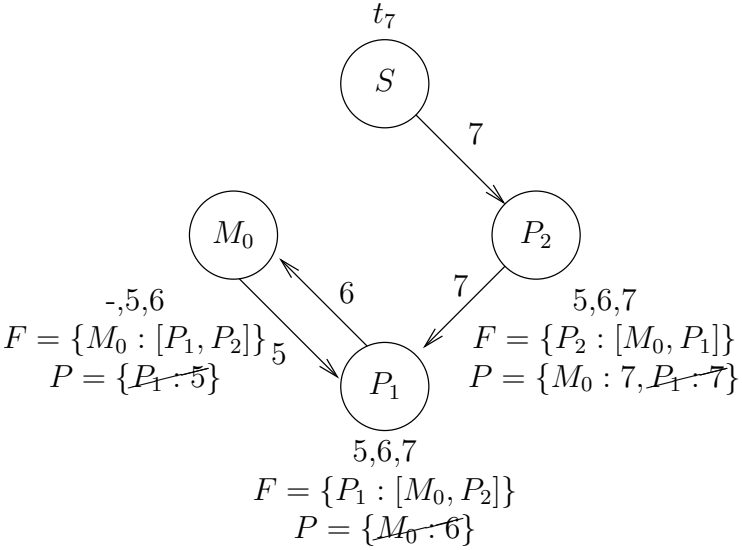 t₇
S
7
M₀
P₂
6
7
-,5,6
5,6,7
F = {M₀ : [P₁, P₂]}
5
F = {P₂ : [M₀, P₁]}
P = {P₁ : 5}
P₁
P = {M₀ : 7, P₁ : 7}
5,6,7
F = {P₁ : [M₀, P₂]}
P = {M₀ : 6}